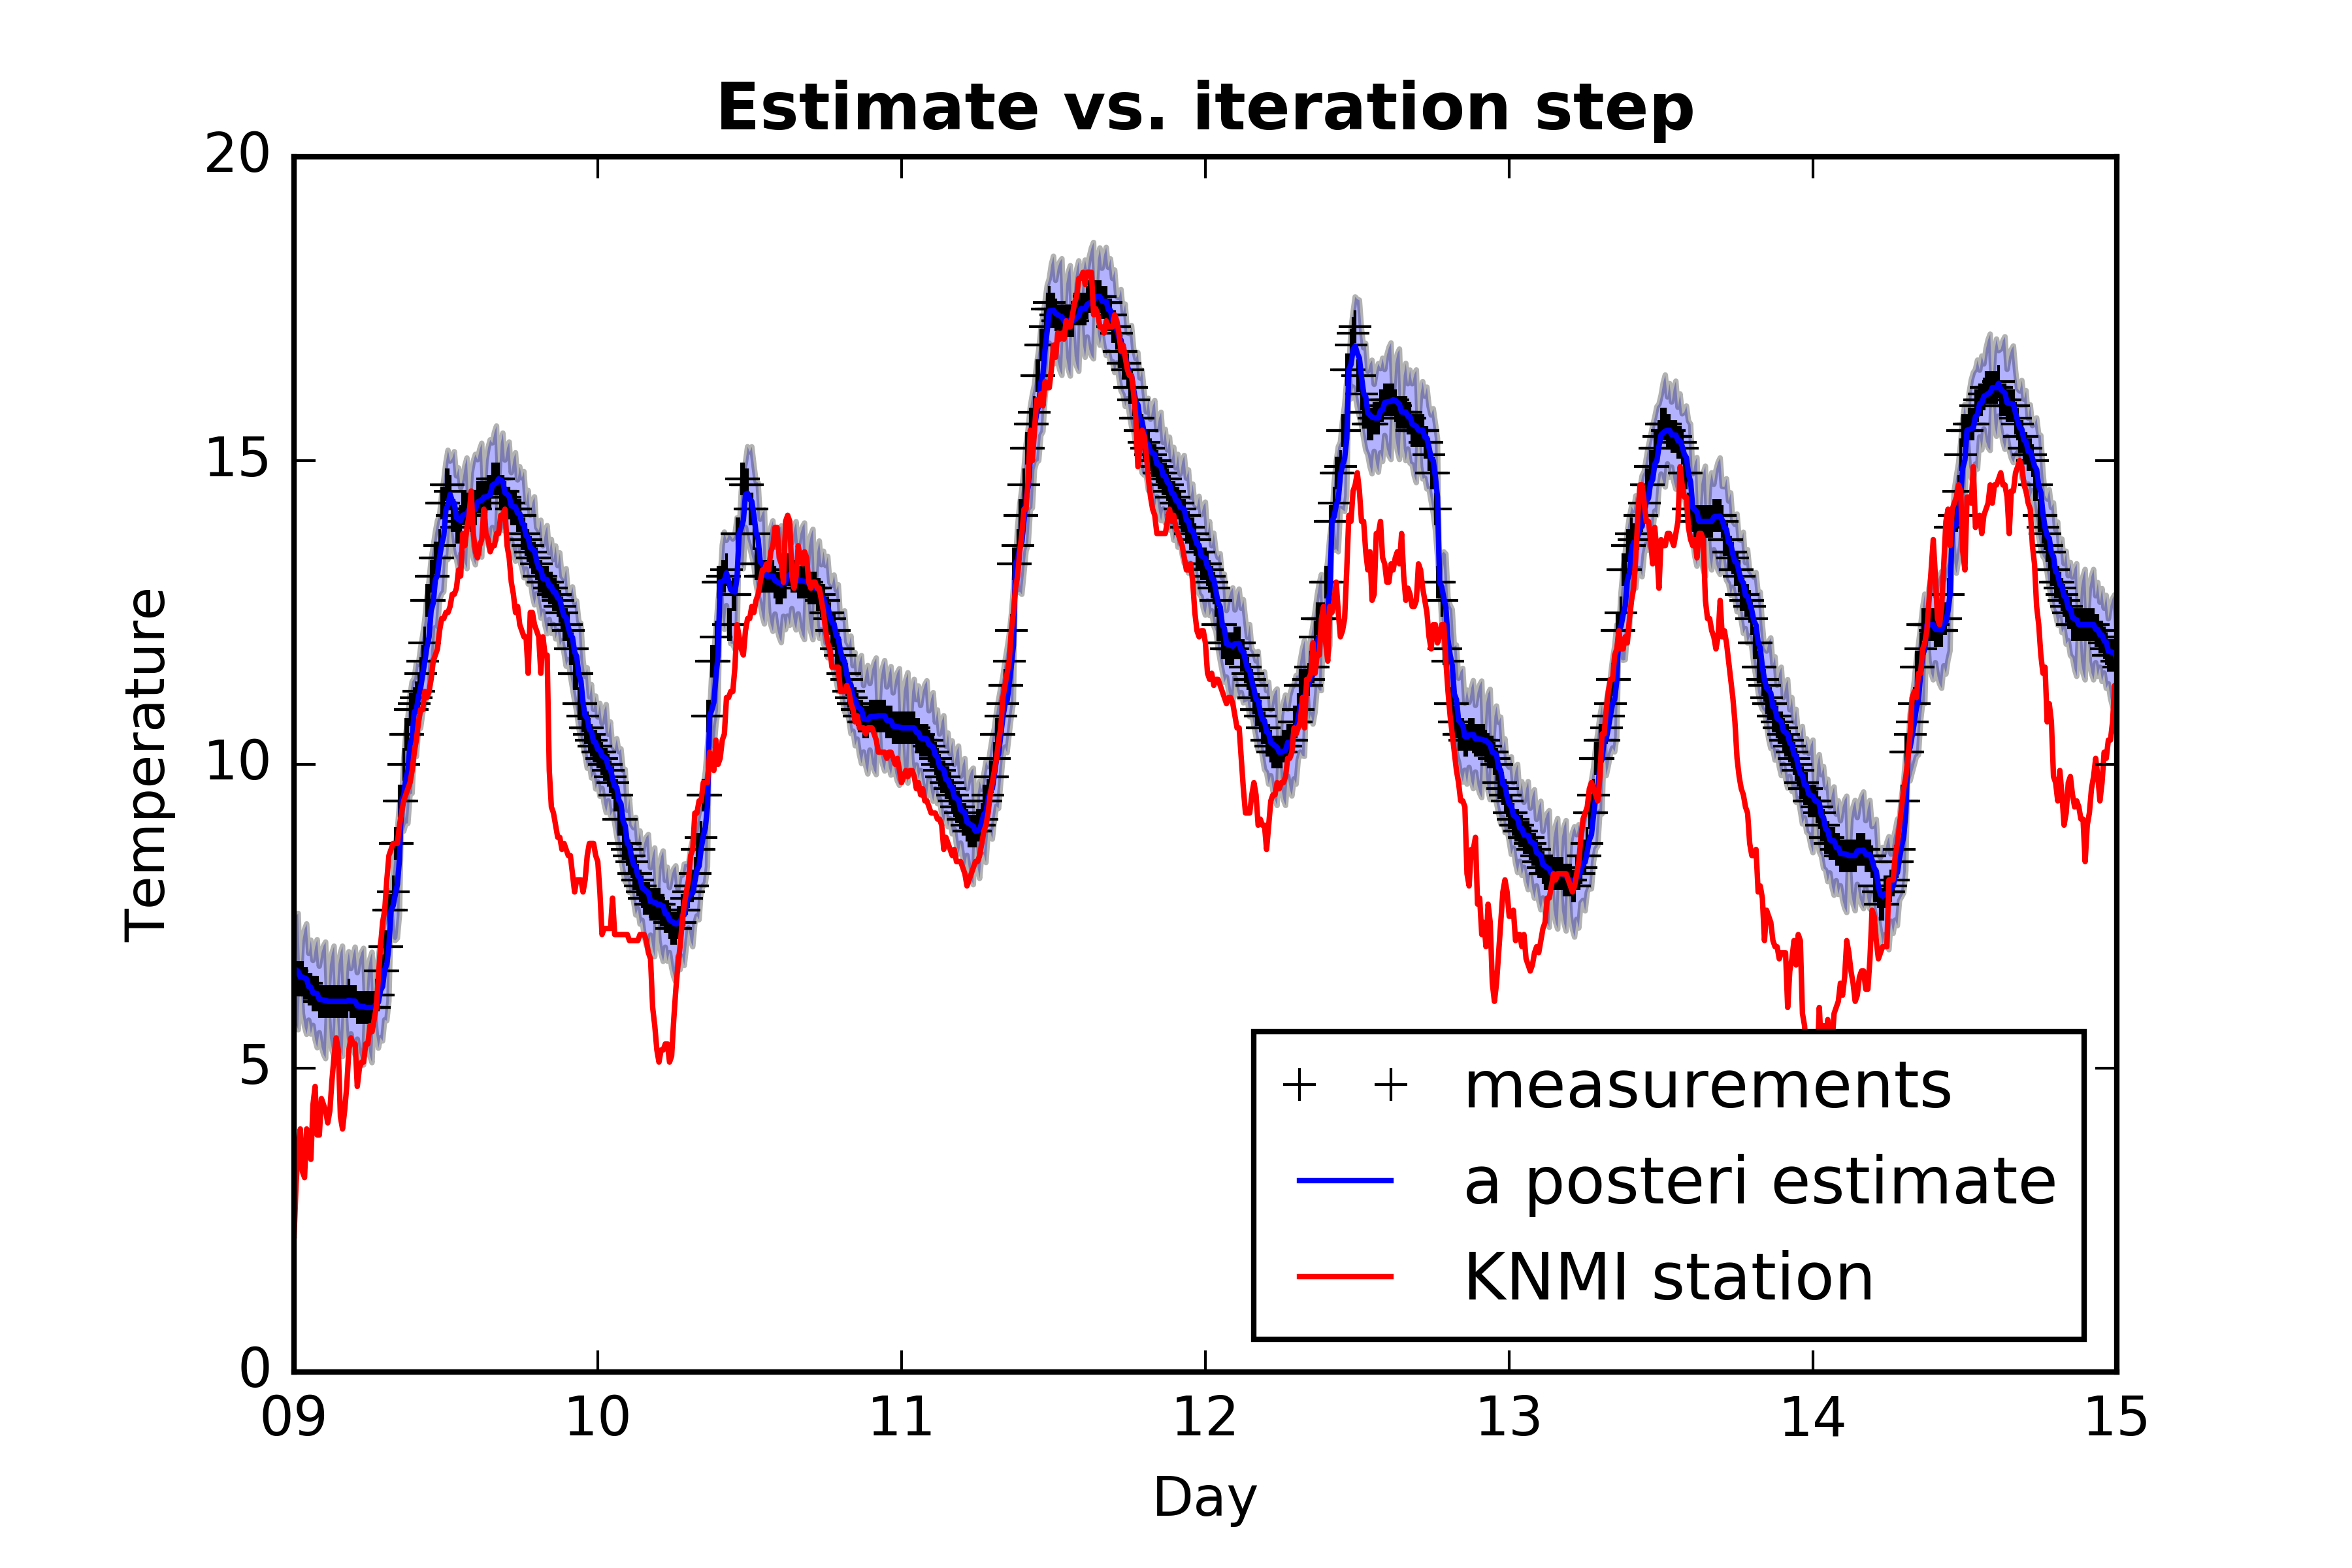 Estimate vs. iteration step
20
15
10
5
0
Temperature
measurements
a posteri estimate
KNMI station
09 10 11 12 13 14 15
Day